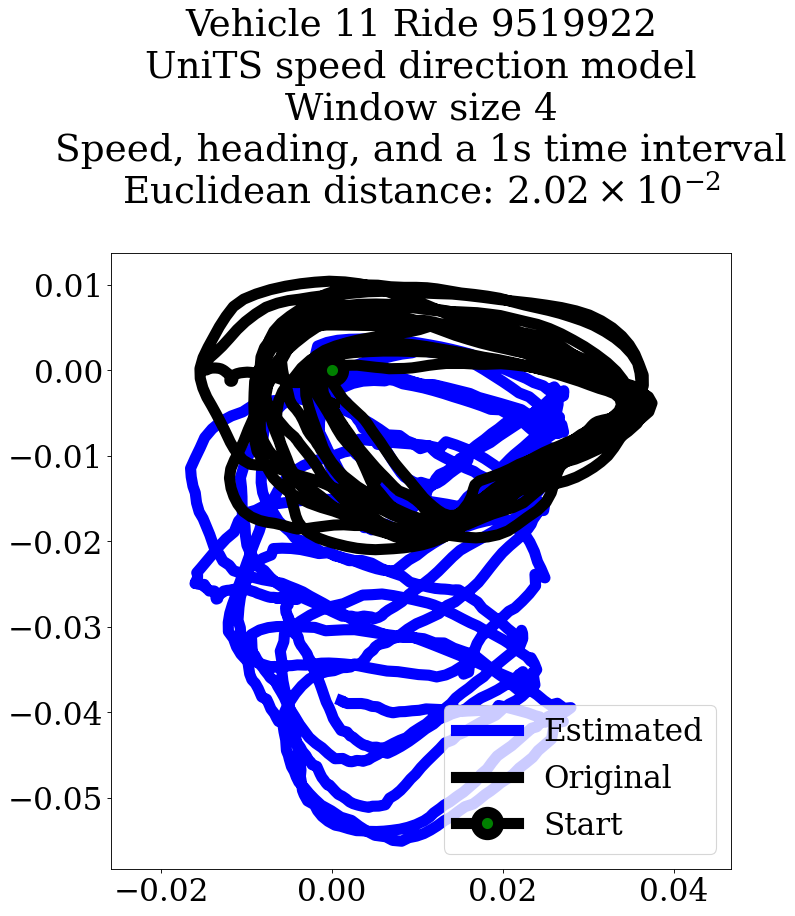 Vehicle 11 Ride 9519922
UniTS speed direction model
Window size 4
Speed, heading, and a 1s time interval
Euclidean distance: 2.02 × 10⁻²
0.01
0.00
−0.01
−0.02
−0.03
−0.04
−0.05
Estimated
Original
Start
−0.02
0.00
0.02
0.04